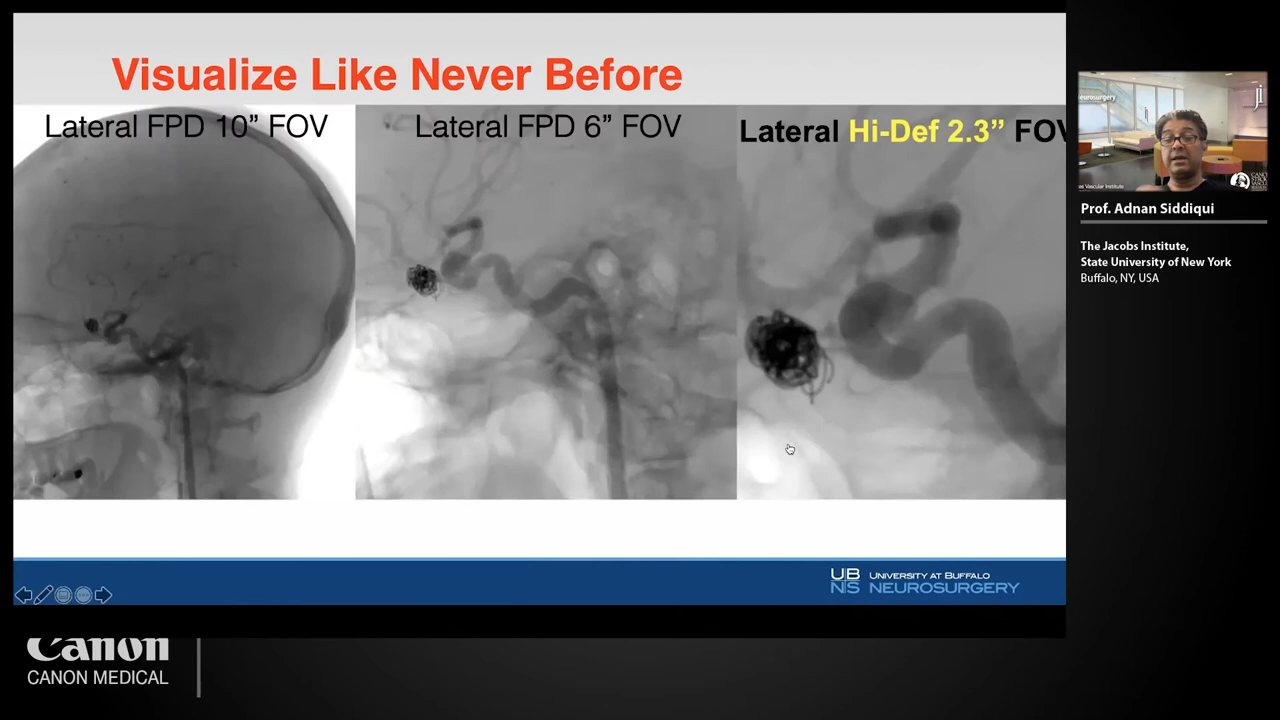 Visualize Like Never Before
Lateral FPD 10” FOV
Lateral FPD 6” FOV
Lateral Hi-Def 2.3” FOV
UB
NS
UNIVERSITY AT BUFFALO
NEUROSURGERY
ji
Prof. Adnan Siddiqui
The Jacobs Institute,
State University of New York
Buffalo, NY, USA
Canon
CANON MEDICAL